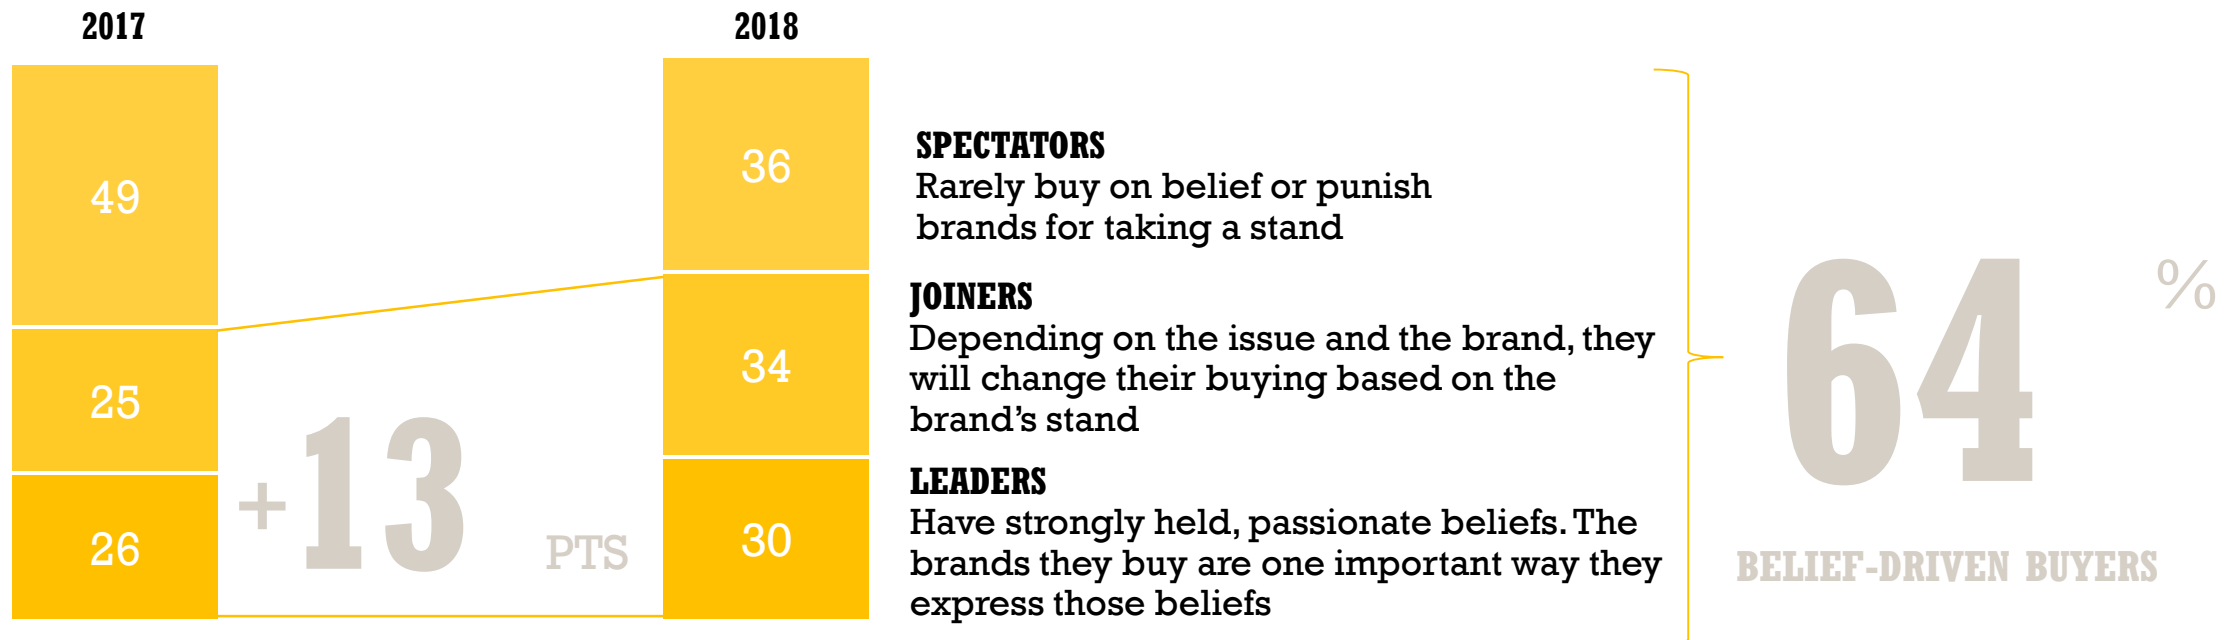 2017
2018
49
25
26
+13
PTS
36
34
30
SPECTATORS
Rarely buy on belief or punish
brands for taking a stand
JOINERS
Depending on the issue and the brand, they
will change their buying based on the
brand’s stand
LEADERS
Have strongly held, passionate beliefs. The
brands they buy are one important way they
express those beliefs
64
%
BELIEF-DRIVEN BUYERS